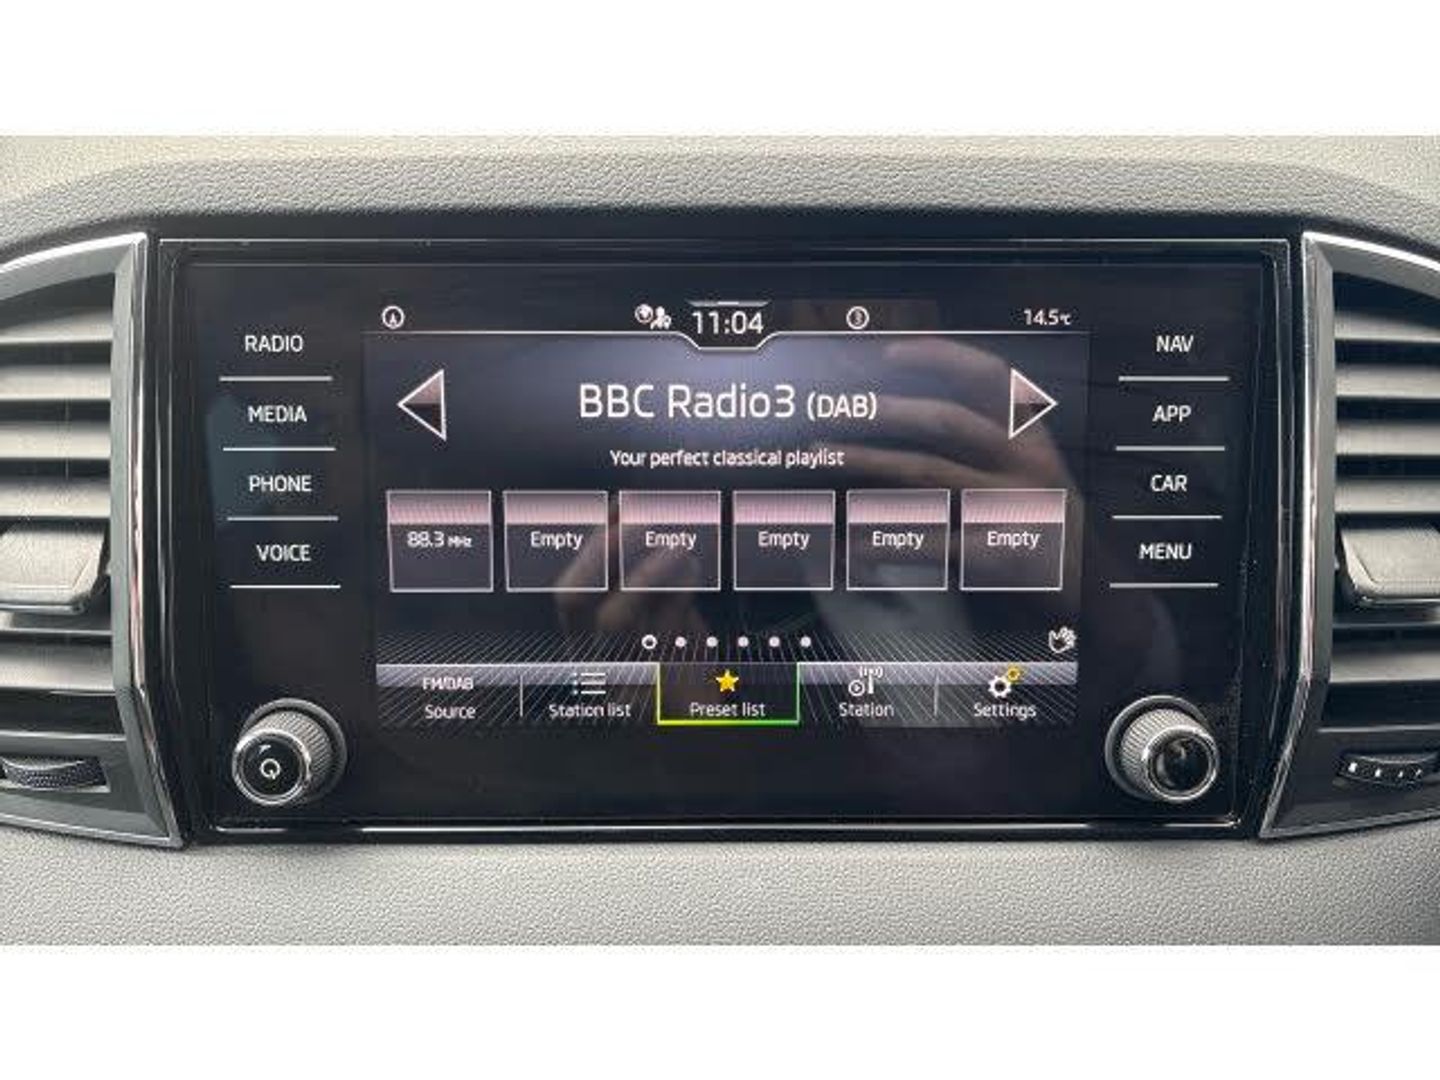 11:04
14.5°C
RADIO
MEDIA
PHONE
VOICE
NAV
APP
CAR
MENU
BBC Radio3 (DAB)
Your perfect classical playlist
88.3 MHz Empty Empty Empty Empty Empty
FM/DAB
Source Station list Preset list Station Settings